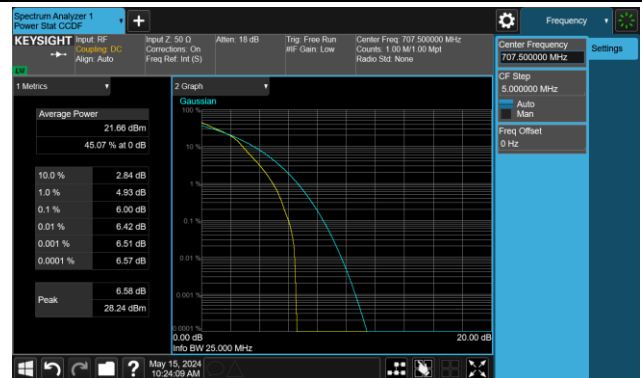 Spectrum Analyzer 1
Power Stat CCDF
Frequency
KEYSIGHT
Input: RF
Coupling: DC
Align: Auto
Input Z: 50 Ω
Corrections: On
Freq Ref: Int (S)
Atten: 18 dB
Trig: Free Run
#IF Gain: Low
Center Freq: 707.500000 MHz
Counts: 1.00 M/1.00 Mpt
Radio Std: None
Center Frequency
707.500000 MHz
Settings
CF Step
5.000000 MHz
Auto
Man
Freq Offset
0 Hz
1 Metrics
Average Power
21.66 dBm
45.07 % at 0 dB
10.0 % 2.84 dB
1.0 % 4.93 dB
0.1 % 6.00 dB
0.01 % 6.42 dB
0.001 % 6.51 dB
0.0001 % 6.57 dB
Peak
6.58 dB
28.24 dBm
2 Graph
Gaussian
100 %
10 %
1 %
0.1 %
0.01 %
0.001 %
0.0001 %
0.00 dB 20.00 dB
Info BW 25.000 MHz
May 15, 2024
10:24:09 AM